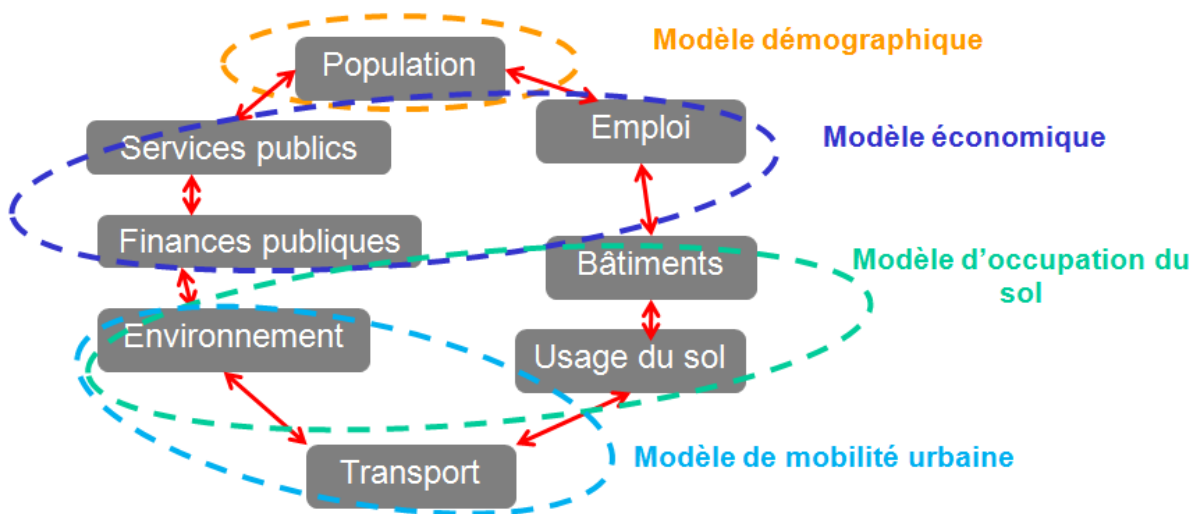 Modèle démographique
Population
Emploi
Services publics
Modèle économique
Finances publiques
Bâtiments
Modèle d'occupation du
sol
Environnement
Usage du sol
Transport
Modèle de mobilité urbaine